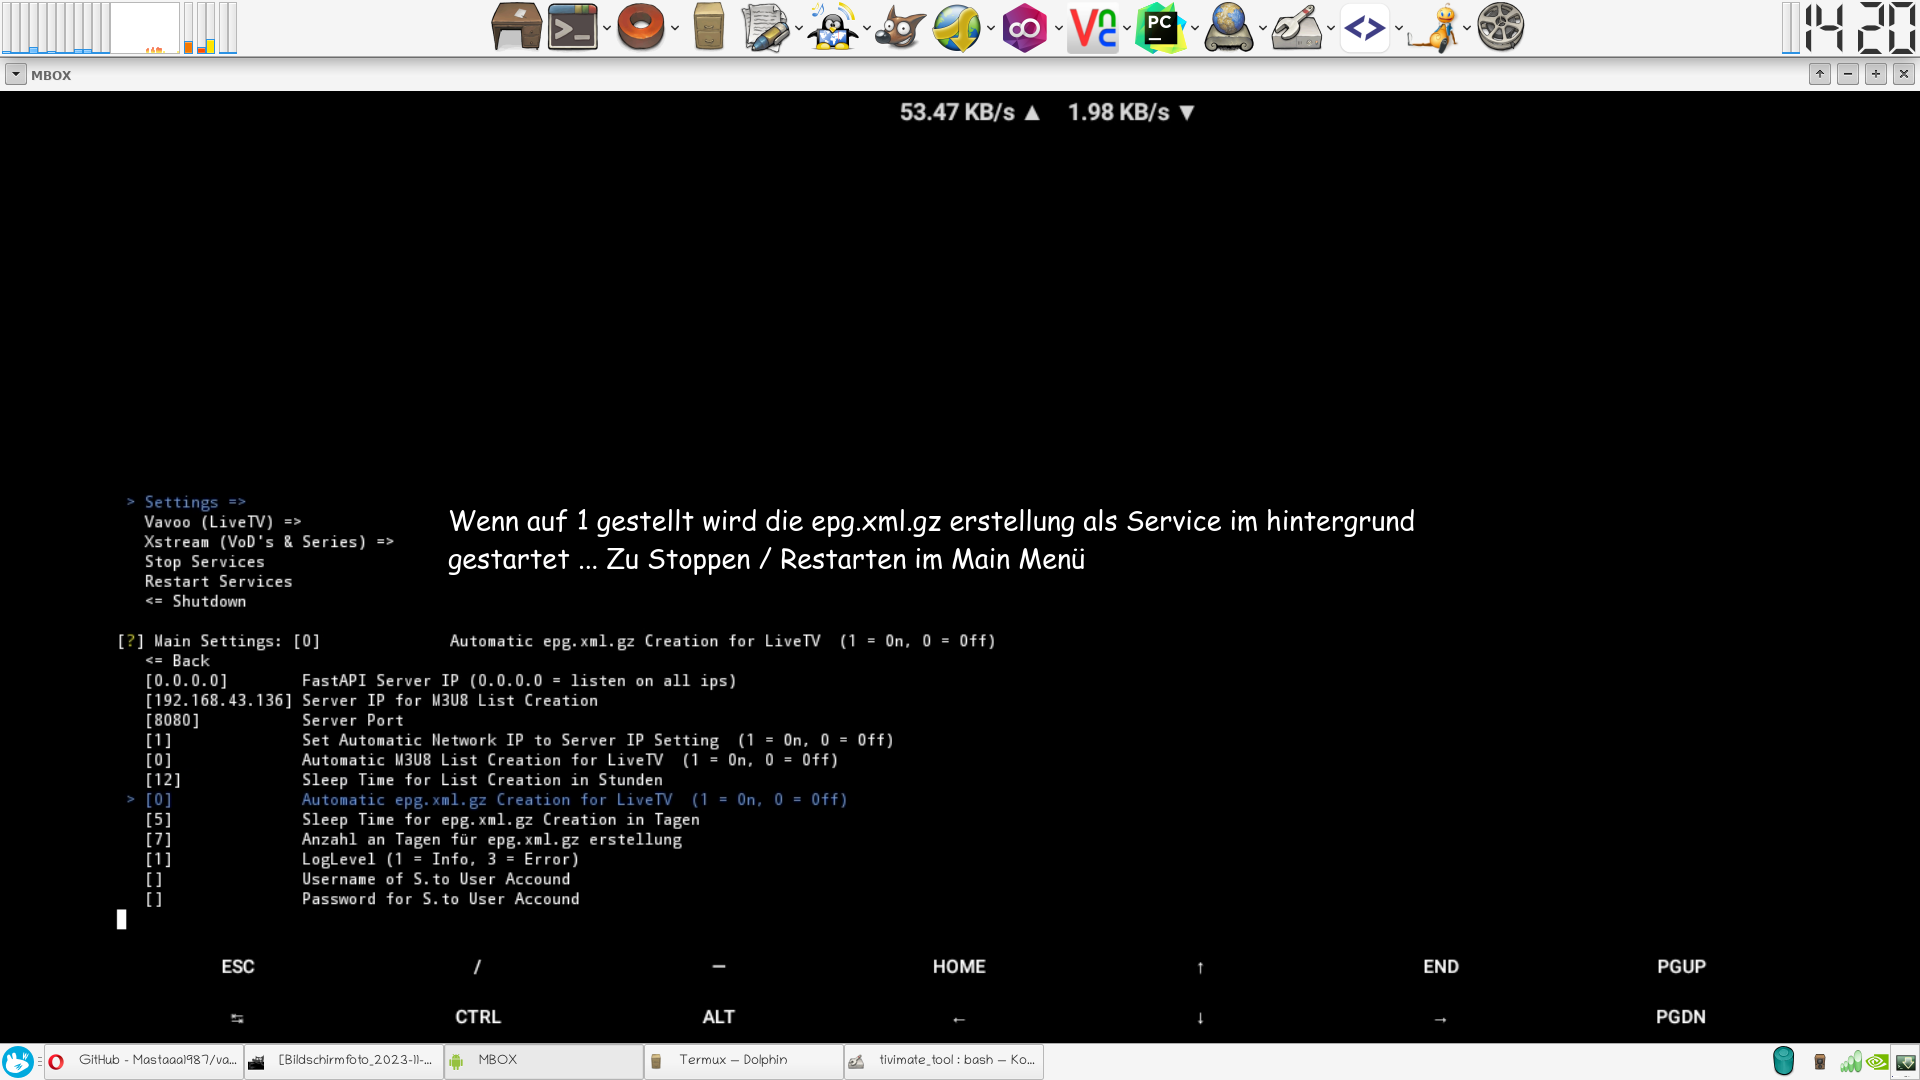 14 20
MBOX
53.47 KB/s ▲ 1.98 KB/s ▼
> Settings =>
Vavoo (LiveTV) =>
Xstream (VoD's & Series) =>
Stop Services
Restart Services
<= Shutdown
Wenn auf 1 gestellt wird die epg.xml.gz erstellung als Service im hintergrund
gestartet ... Zu Stoppen / Restarten im Main Menü
[?] Main Settings: [0] Automatic epg.xml.gz Creation for LiveTV (1 = On, 0 = Off)
<= Back
[0.0.0.0] FastAPI Server IP (0.0.0.0 = listen on all ips)
[192.168.43.136] Server IP for M3U8 List Creation
[8080] Server Port
[1] Set Automatic Network IP to Server IP Setting (1 = On, 0 = Off)
[0] Automatic M3U8 List Creation for LiveTV (1 = On, 0 = Off)
[12] Sleep Time for List Creation in Stunden
> [0] Automatic epg.xml.gz Creation for LiveTV (1 = On, 0 = Off)
[5] Sleep Time for epg.xml.gz Creation in Tagen
[7] Anzahl an Tagen für epg.xml.gz erstellung
[1] LogLevel (1 = Info, 3 = Error)
[] Username of S.to User Accound
[] Password for S.to User Accound
ESC / — HOME ↑ END PGUP
↹ CTRL ALT ← ↓ → PGDN
GitHub - Mastaaa1987/va... [Bildschirmfoto_2023-11-... MBOX Termux — Dolphin tivimate_tool : bash — Ko...